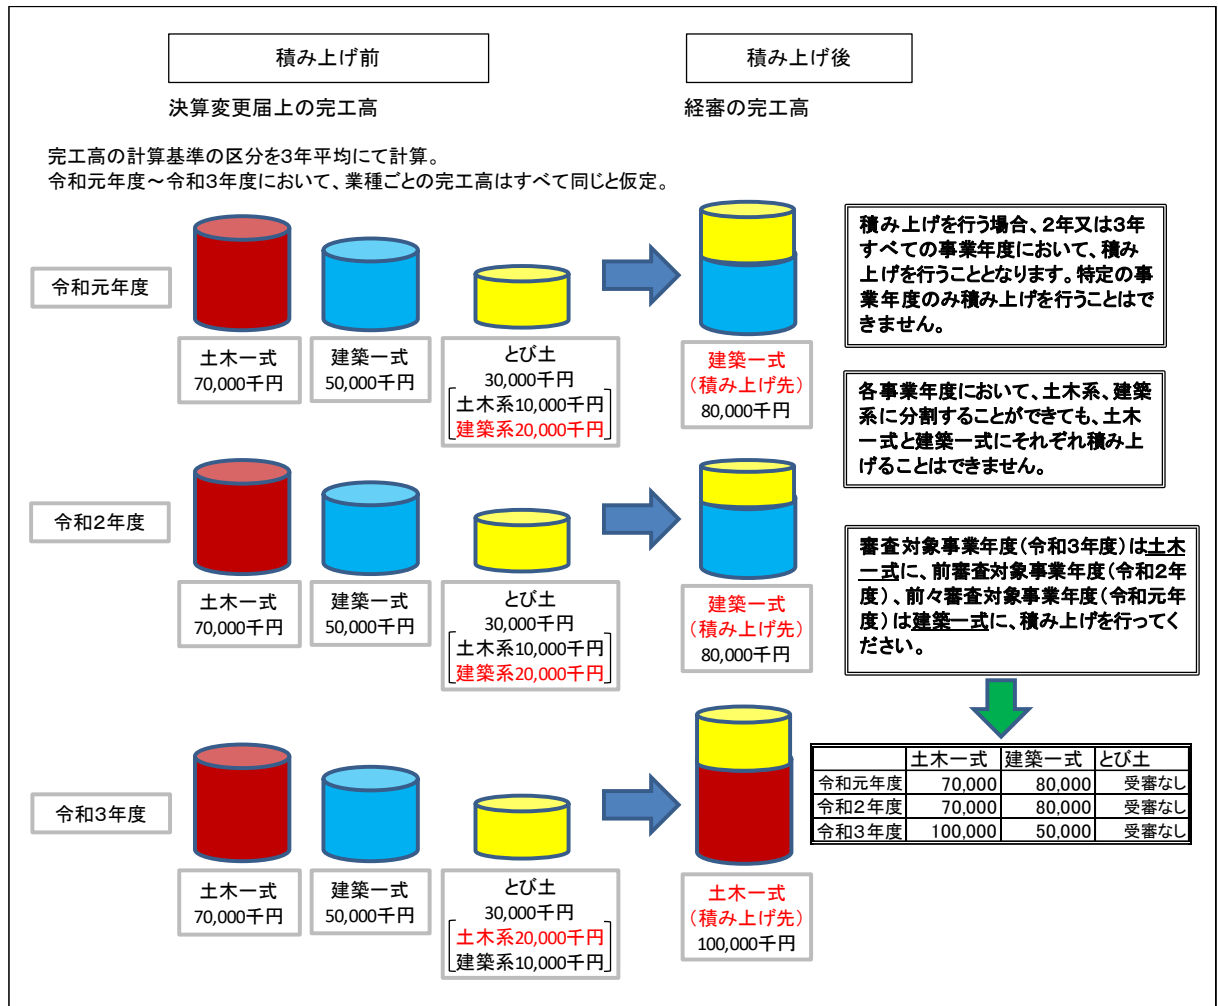 積み上げ前
積み上げ後
決算変更届上の完工高
経審の完工高
完工高の計算基準の区分を3年平均にて計算。
令和元年度～令和3年度において、業種ごとの完工高はすべて同じと仮定。
令和元年度
土木一式
70,000千円
建築一式
50,000千円
とび土
30,000千円
土木系10,000千円
建築系20,000千円
建築一式
（積み上げ先）
80,000千円
積み上げを行う場合、2年又は3年
すべての事業年度において、積み
上げを行うこととなります。特定の事
業年度のみ積み上げを行うことはで
きません。
各事業年度において、土木系、建築
系に分割することができても、土木
一式と建築一式にそれぞれ積み上
げることはできません。
令和2年度
土木一式
70,000千円
建築一式
50,000千円
とび土
30,000千円
土木系10,000千円
建築系20,000千円
建築一式
（積み上げ先）
80,000千円
審査対象事業年度（令和3年度）は土木
一式に、前審査対象事業年度（令和2年
度）、前々審査対象事業年度（令和元年
度）は建築一式に、積み上げを行ってく
ださい。
令和3年度
土木一式
70,000千円
建築一式
50,000千円
とび土
30,000千円
土木系20,000千円
建築系10,000千円
土木一式
（積み上げ先）
100,000千円
土木一式 建築一式 とび土
令和元年度 70,000 80,000 受審なし
令和2年度 70,000 80,000 受審なし
令和3年度 100,000 50,000 受審なし